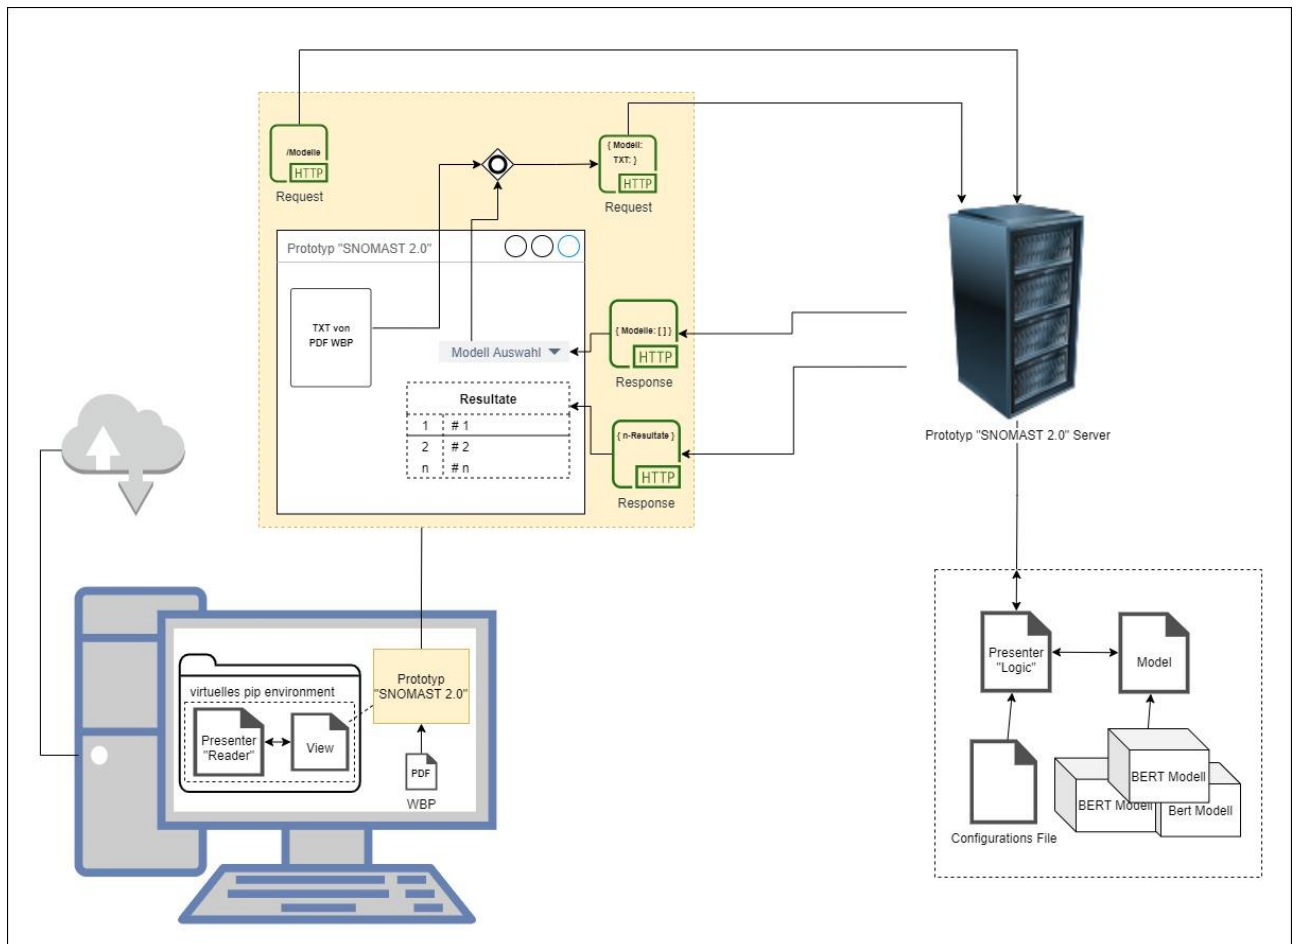 /Modelle
HTTP
Request
{ Modell:
TXT: }
HTTP
Request
Prototyp "SNOMAST 2.0"
TXT von
PDF WBP
Modell Auswahl
{ Modelle: [ ] }
HTTP
Response
Resultate
1 # 1
2 # 2
n # n
{ n-Resultate }
HTTP
Response
Prototyp "SNOMAST 2.0" Server
virtuelles pip environment
Presenter
"Reader"
View
Prototyp
"SNOMAST 2.0"
PDF
WBP
Presenter
"Logic"
Model
Configurations File
BERT Modell
BERT Modell
Bert Modell